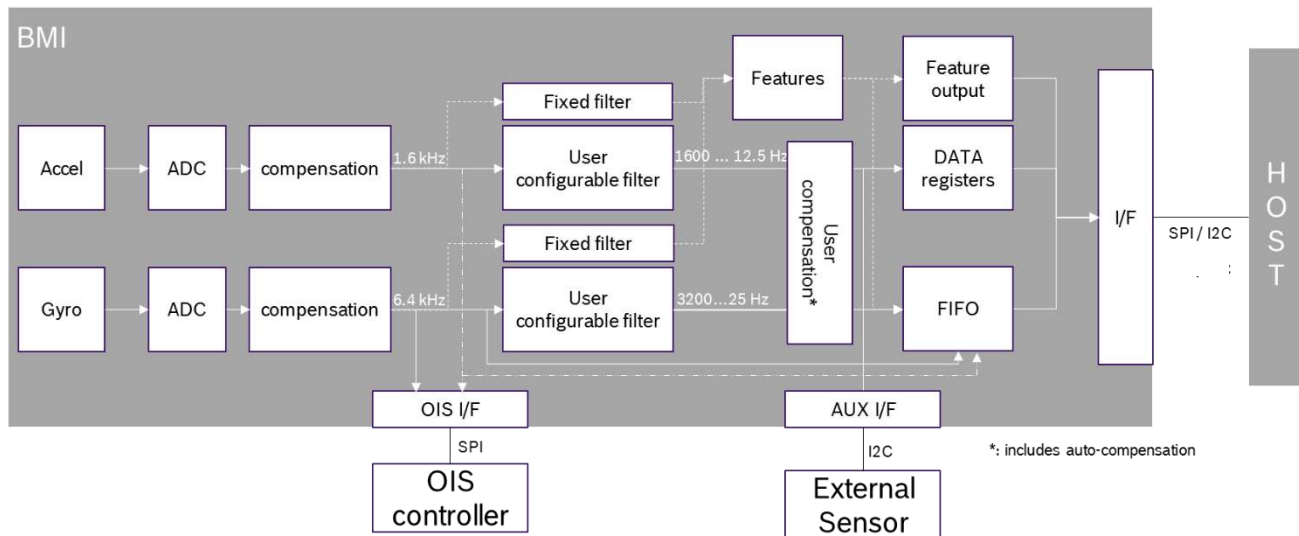 BMI
Features
Feature
output
Fixed filter
Accel
ADC
compensation
1.6 kHz
User
configurable filter
1600 ... 12.5 Hz
User
compensation*
DATA
registers
I/F
SPI / I2C
HOST
Fixed filter
Gyro
ADC
compensation
6.4 kHz
User
configurable filter
3200...25 Hz
FIFO
OIS I/F
AUX I/F
SPI
I2C
*: includes auto-compensation
OIS
controller
External
Sensor